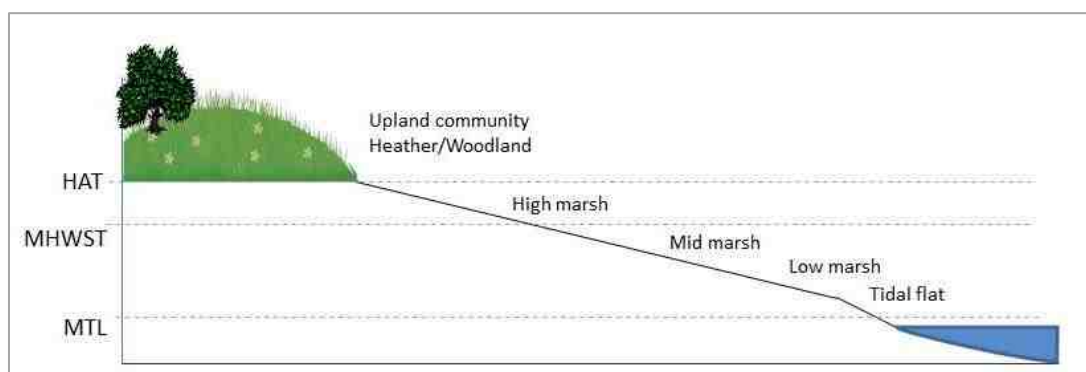 Upland community
Heather/Woodland
HAT
High marsh
MHWST
Mid marsh
Low marsh
Tidal flat
MTL